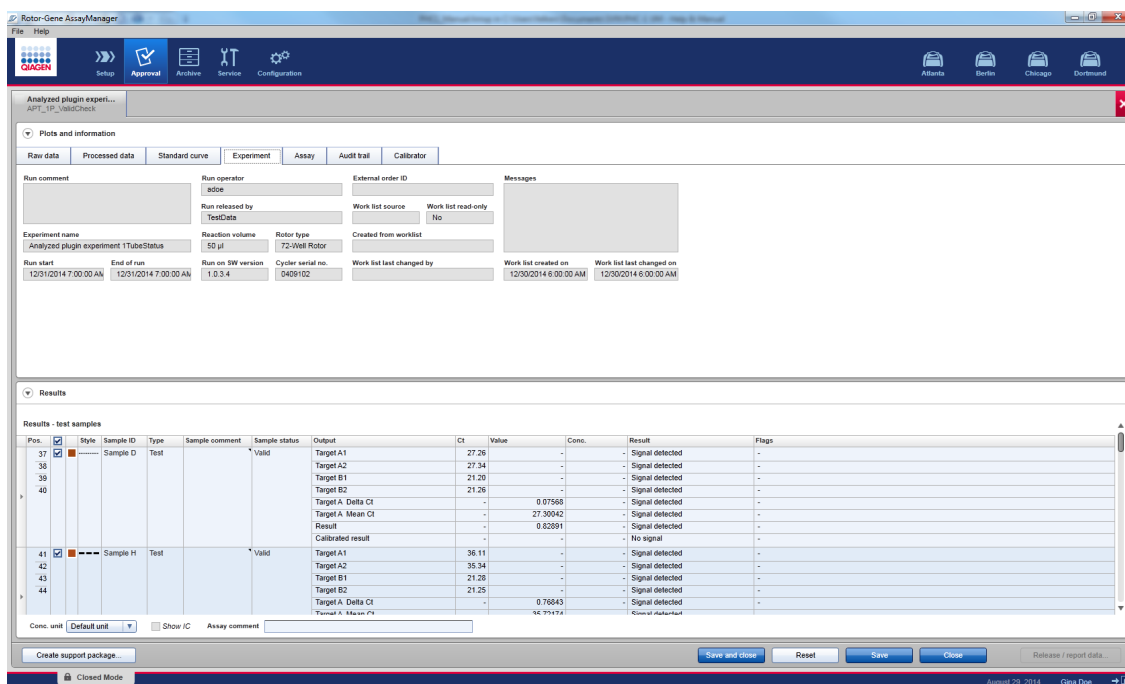 Rotor-Gene AssayManager
File Help
QIAGEN
Setup Approval Archive Service Configuration
Atlanta Berlin Chicago Dortmund
Analyzed plugin experi...
APT_1P_ValidCheck
Plots and information
Raw data Processed data Standard curve Experiment Assay Audit trail Calibrator
Run comment Run operator External order ID Messages
adoe
Run released by Work list source Work list read-only
TestData No
Experiment name Reaction volume Rotor type Created from worklist
Analyzed plugin experiment 1TubeStatus 50 µl 72-Well Rotor
Run start End of run Run on SW version Cycler serial no. Work list last changed by Work list created on Work list last changed on
12/31/2014 7:00:00 AM 12/31/2014 7:00:00 AM 1.0.3.4 0409102 12/30/2014 6:00:00 AM 12/30/2014 6:00:00 AM
Results
Results - test samples
Pos. Style Sample ID Type Sample comment Sample status Output Ct Value Conc. Result Flags
37 Sample D Test Valid Target A1 27.26 - - Signal detected -
38 Target A2 27.34 - - Signal detected -
39 Target B1 21.20 - - Signal detected -
40 Target B2 21.26 - - Signal detected -
Target A Delta Ct - 0.07568 - Signal detected -
Target A Mean Ct - 27.30042 - Signal detected -
Result - 0.82891 - Signal detected -
Calibrated result - - - No signal -
41 Sample H Test Valid Target A1 36.11 - - Signal detected -
42 Target A2 35.34 - - Signal detected -
43 Target B1 21.28 - - Signal detected -
44 Target B2 21.25 - - Signal detected -
Target A Delta Ct - 0.76843 - Signal detected -
Target A Mean Ct - 35.72174 - Signal detected -
Conc. unit Default unit Show IC Assay comment
Create support package... Save and close Reset Save Close Release / report data...
Closed Mode August 29, 2014 Gina Doe